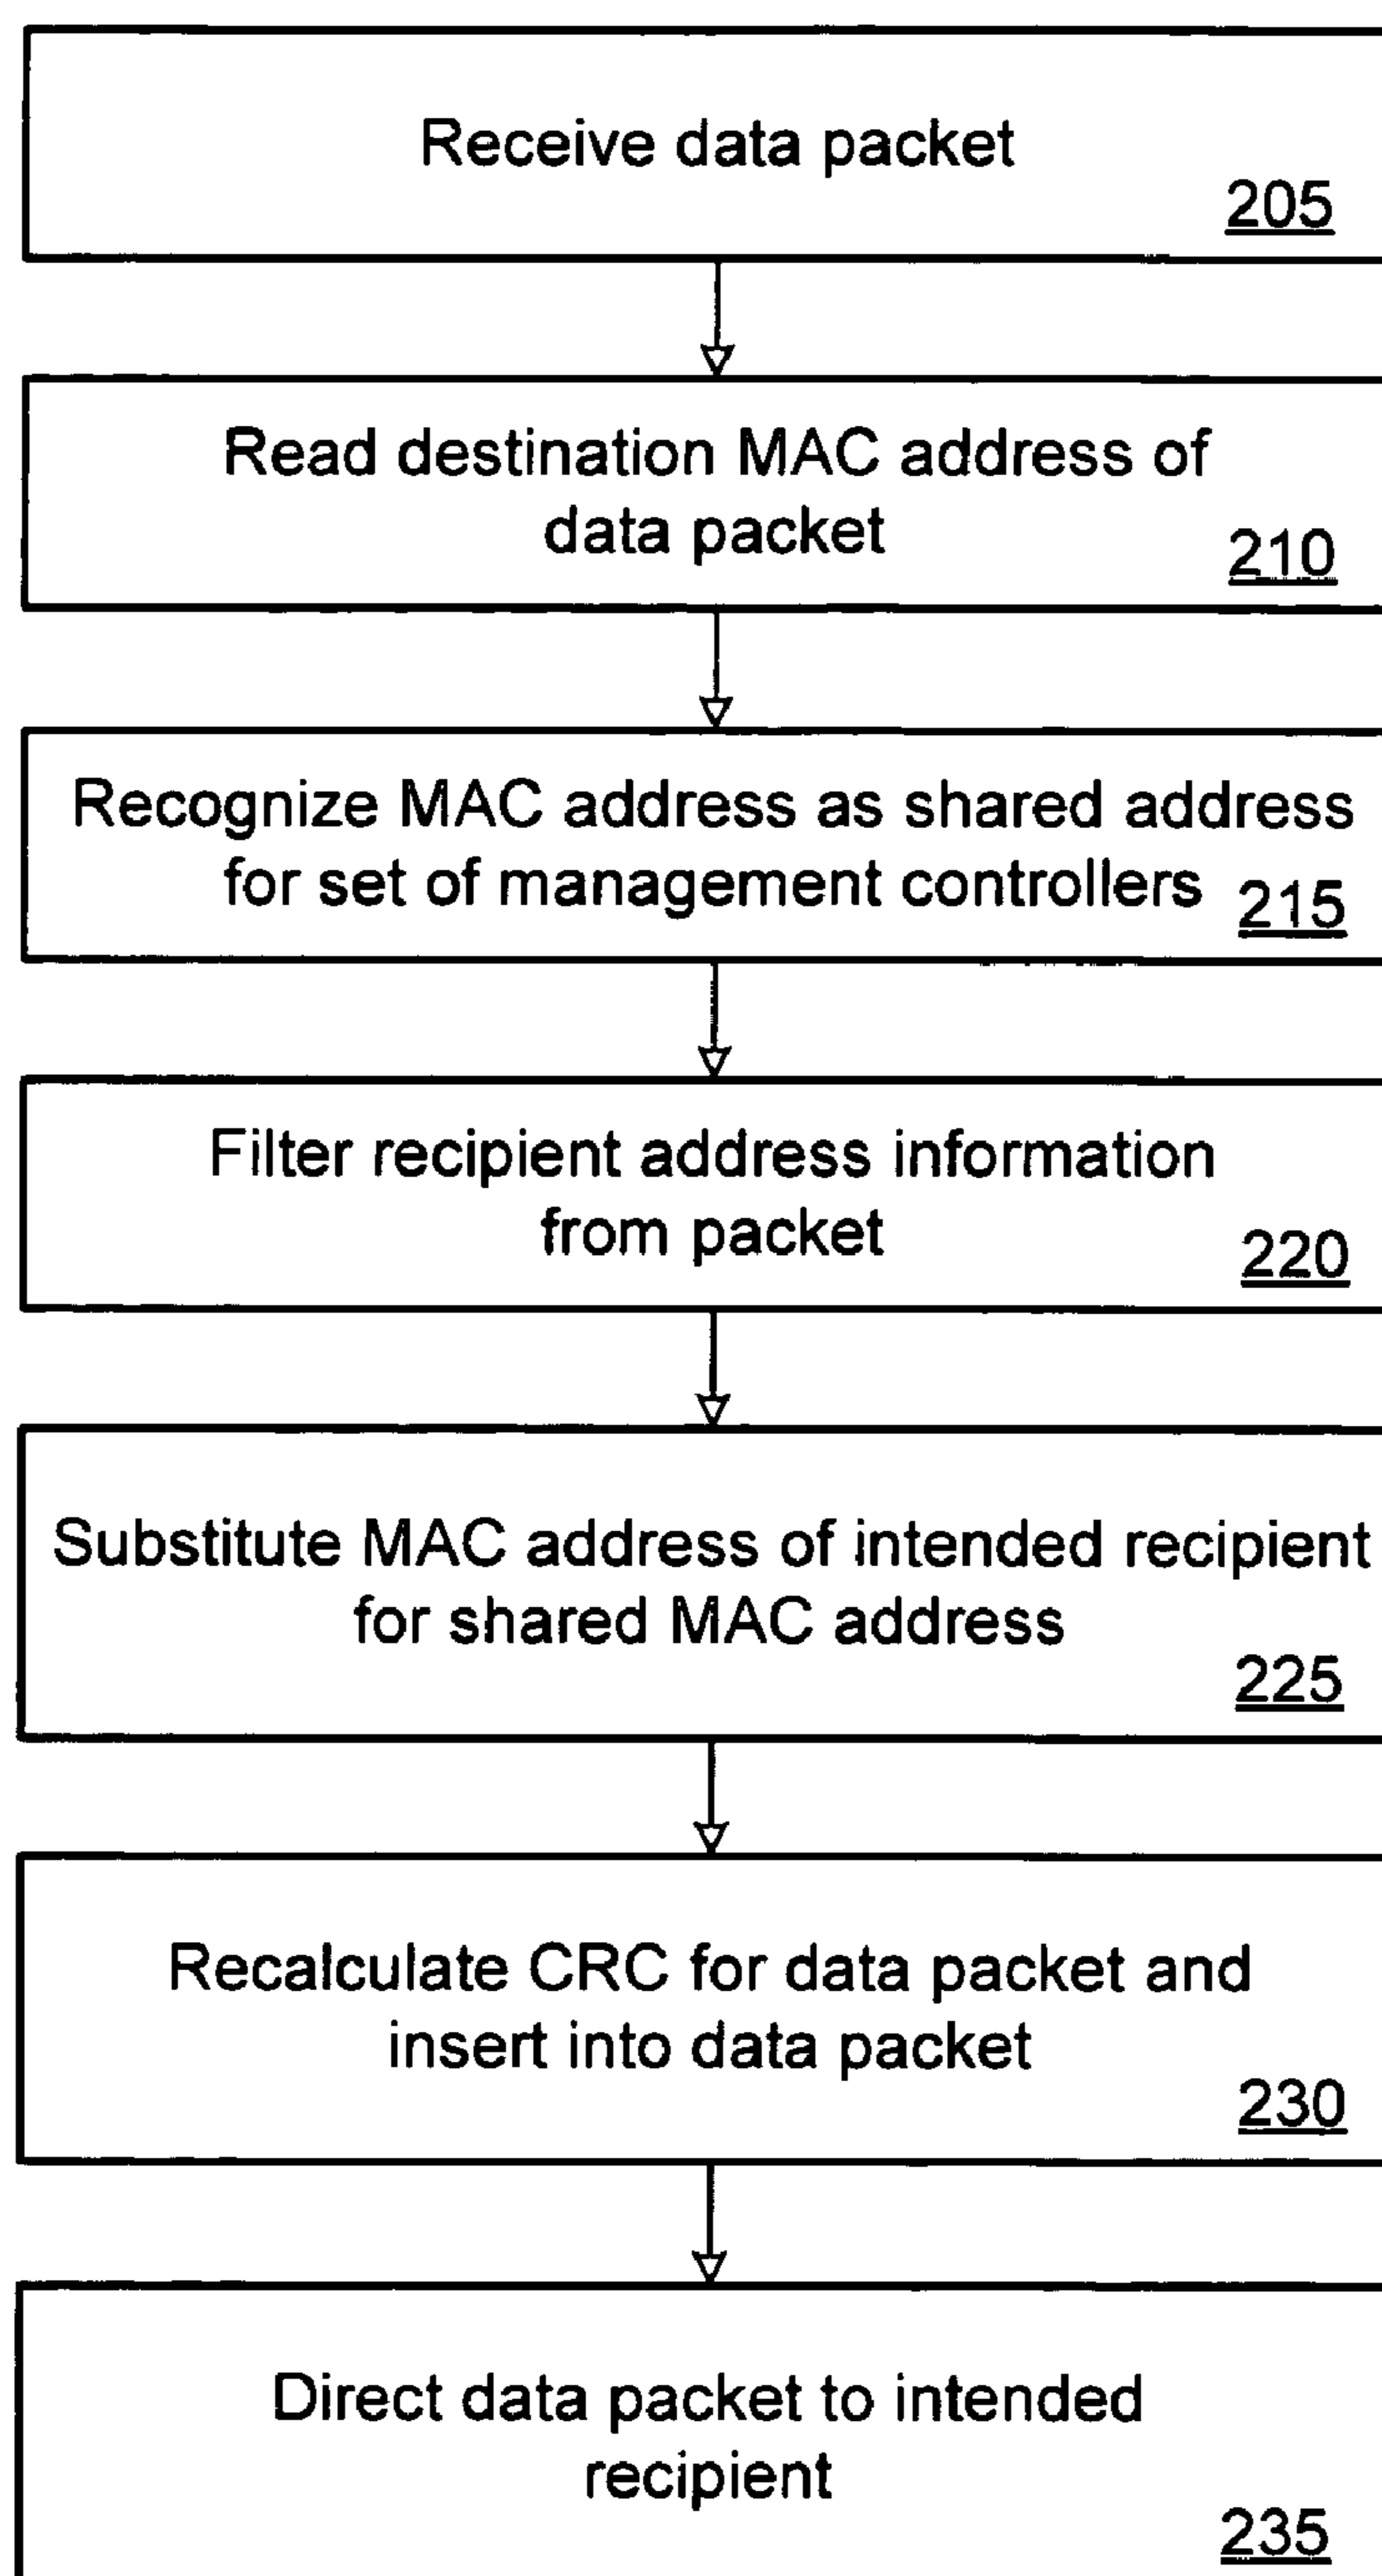 Receive data packet
205
Read destination MAC address of
data packet
210
Recognize MAC address as shared address
for set of management controllers
215
Filter recipient address information
from packet
220
Substitute MAC address of intended recipient
for shared MAC address
225
Recalculate CRC for data packet and
insert into data packet
230
Direct data packet to intended
recipient
235